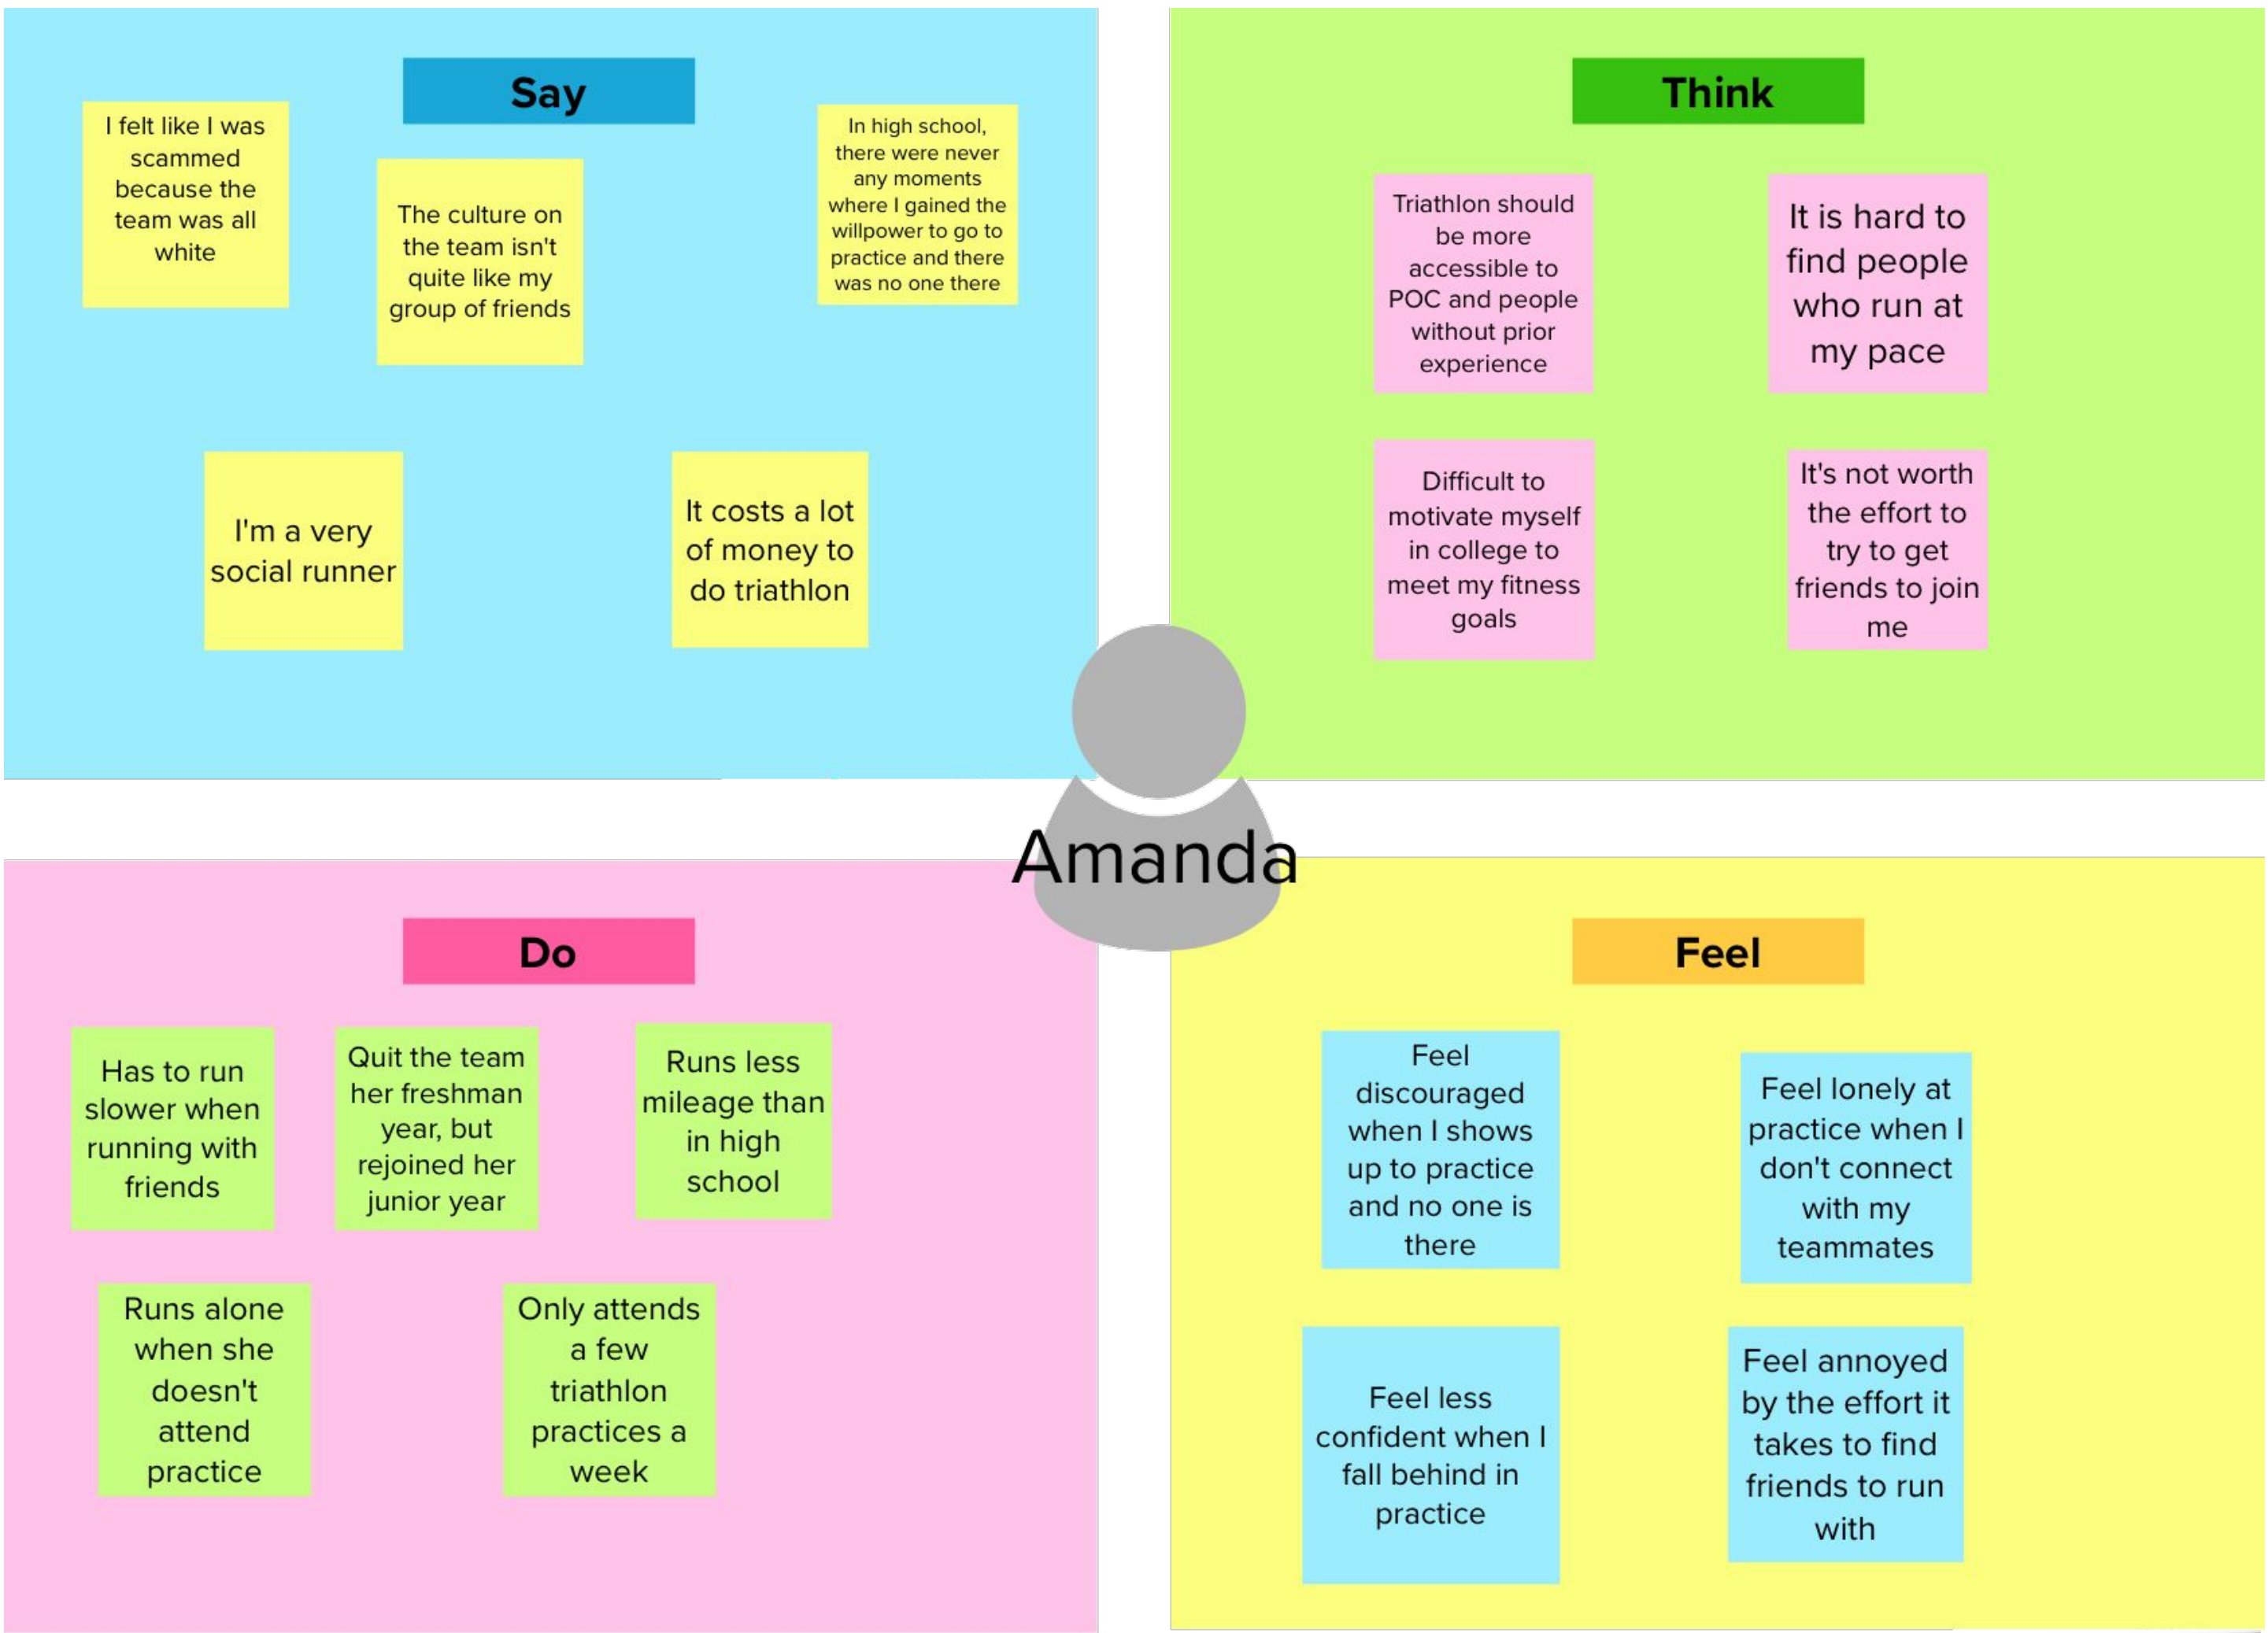 Say
I felt like I was
scammed
because the
team was all
white
The culture on
the team isn't
quite like my
group of friends
In high school,
there were never
any moments
where I gained the
willpower to go to
practice and there
was no one there
I'm a very
social runner
It costs a lot
of money to
do triathlon
Think
Triathlon should
be more
accessible to
POC and people
without prior
experience
It is hard to
find people
who run at
my pace
Difficult to
motivate myself
in college to
meet my fitness
goals
It's not worth
the effort to
try to get
friends to join
me
Amanda
Do
Has to run
slower when
running with
friends
Quit the team
her freshman
year, but
rejoined her
junior year
Runs less
mileage than
in high
school
Runs alone
when she
doesn't
attend
practice
Only attends
a few
triathlon
practices a
week
Feel
Feel
discouraged
when I shows
up to practice
and no one is
there
Feel lonely at
practice when I
don't connect
with my
teammates
Feel less
confident when I
fall behind in
practice
Feel annoyed
by the effort it
takes to find
friends to run
with